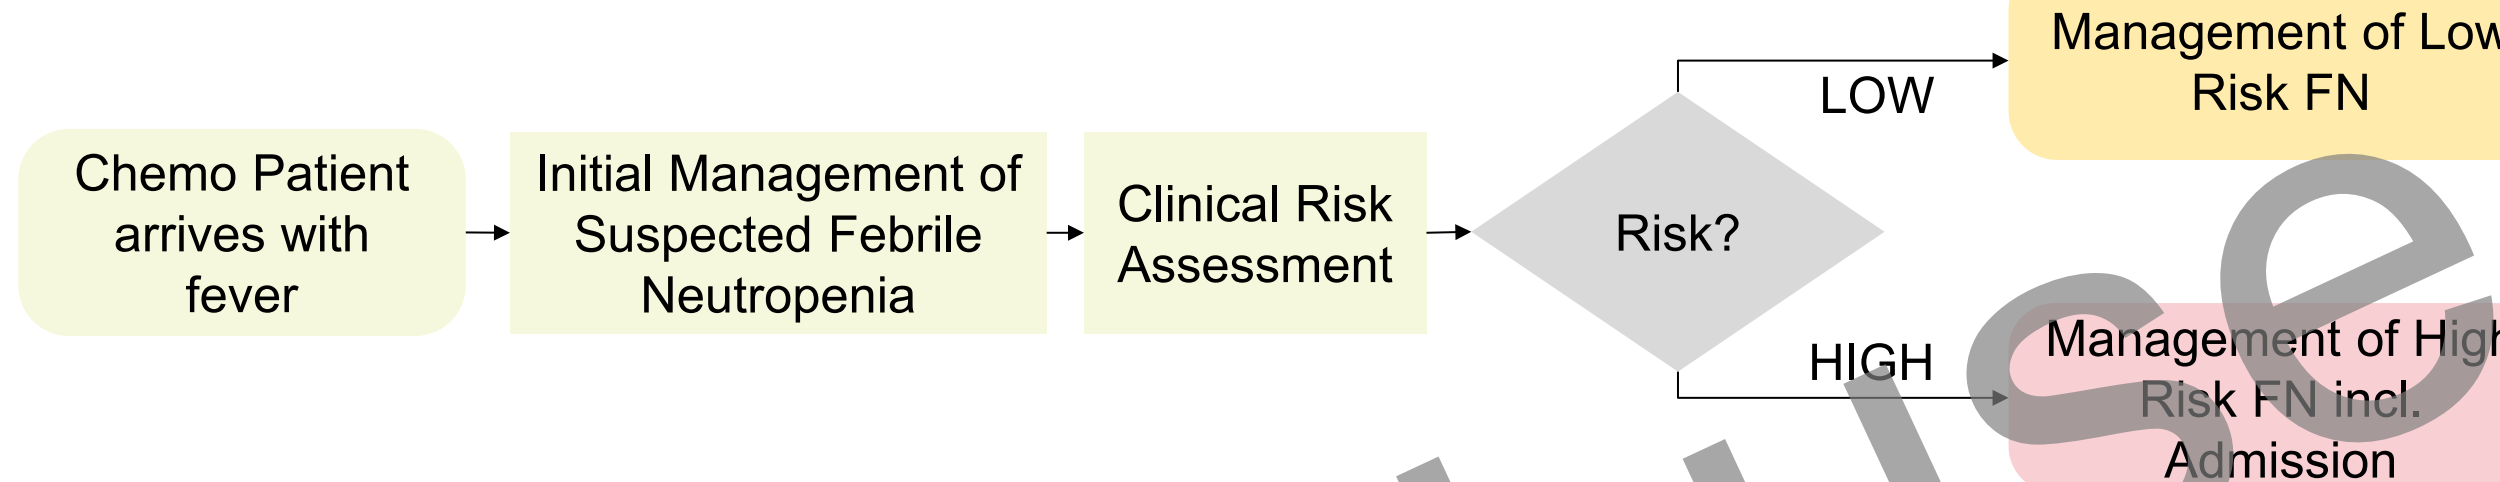 Chemo Patient
arrives with
fever
Initial Management of
Suspected Febrile
Neutropenia
Clinical Risk
Assessment
Risk?
LOW
Management of Low
Risk FN
HIGH
Management of High
Risk FN incl.
Admission